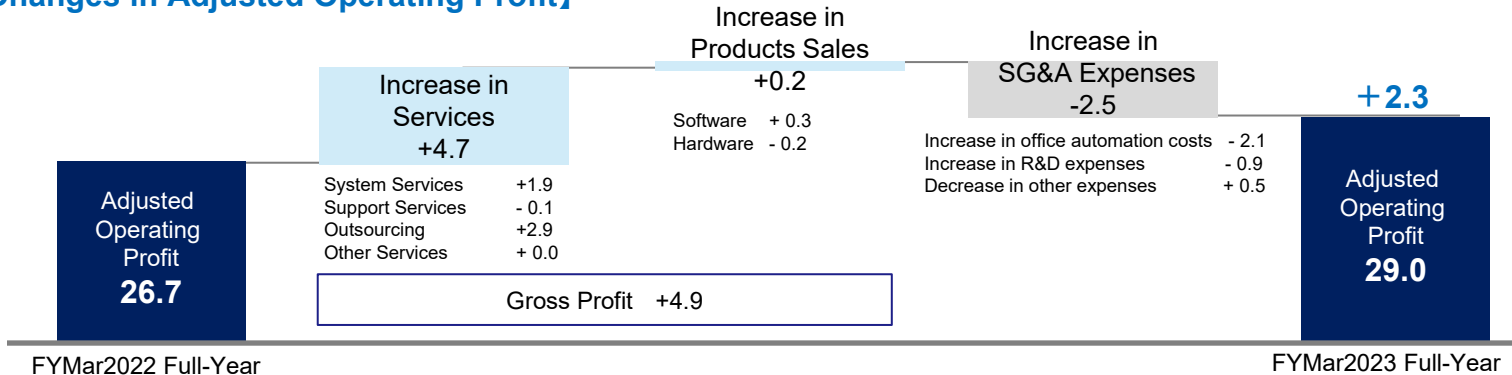 Changes in Adjusted Operating Profit】
Increase in
Products Sales
+0.2
Software + 0.3
Hardware - 0.2
Increase in
Services
+4.7
System Services +1.9
Support Services - 0.1
Outsourcing +2.9
Other Services + 0.0
Gross Profit +4.9
Increase in
SG&A Expenses
-2.5
Increase in office automation costs - 2.1
Increase in R&D expenses - 0.9
Decrease in other expenses + 0.5
Adjusted
Operating
Profit
26.7
FYMar2022 Full-Year
＋2.3
Adjusted
Operating
Profit
29.0
FYMar2023 Full-Year